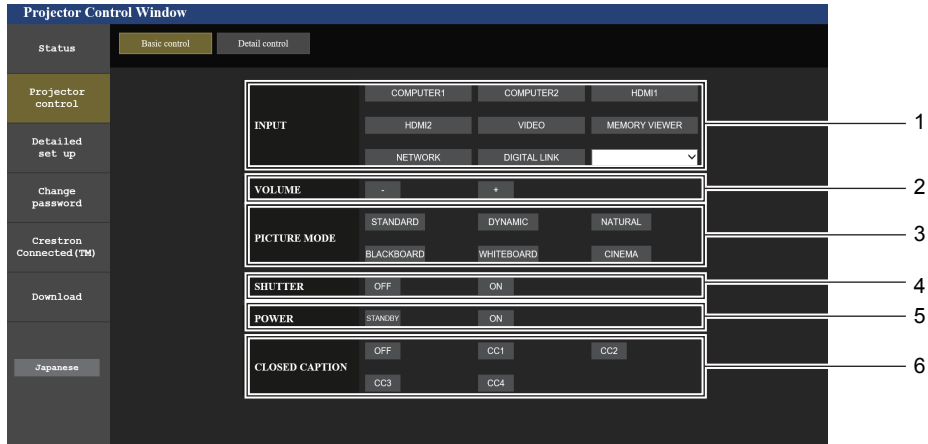 Projector Control Window
Status
Basic control
Detail control
Projector
control
Detailed
set up
Change
password
Crestron
Connected(TM)
Download
Japanese
INPUT
COMPUTER1
COMPUTER2
HDMI1
HDMI2
VIDEO
MEMORY VIEWER
NETWORK
DIGITAL LINK
1
VOLUME
-
+
2
PICTURE MODE
STANDARD
DYNAMIC
NATURAL
BLACKBOARD
WHITEBOARD
CINEMA
3
SHUTTER
OFF
ON
4
POWER
STANDBY
ON
5
CLOSED CAPTION
OFF
CC1
CC2
CC3
CC4
6